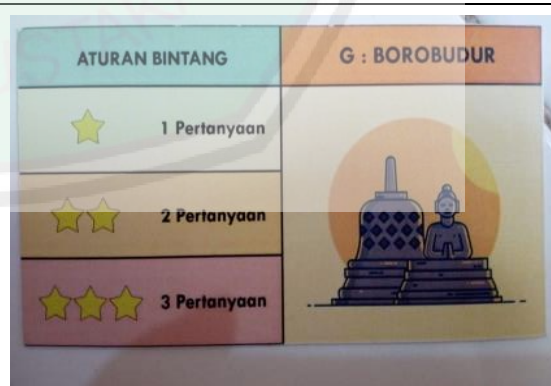 ATURAN BINTANG
1 Pertanyaan
2 Pertanyaan
3 Pertanyaan
G : BOROBUDUR